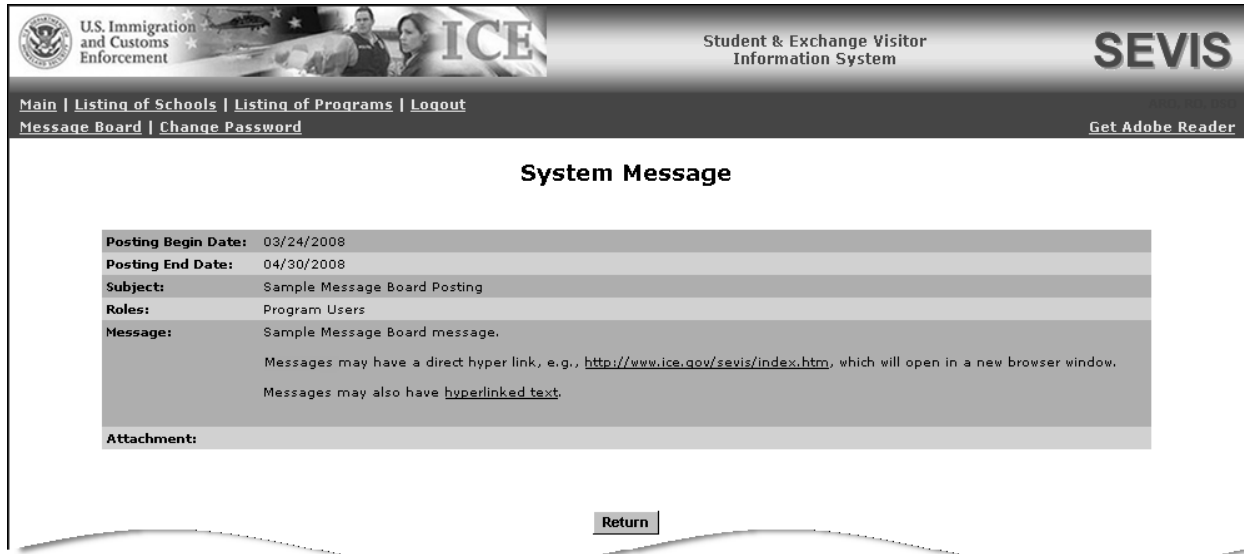 U.S. Immigration
and Customs
Enforcement
ICE
Student & Exchange Visitor
Information System
SEVIS
Main | Listing of Schools | Listing of Programs | Logout
Message Board | Change Password
Get Adobe Reader
System Message
Posting Begin Date: 03/24/2008
Posting End Date: 04/30/2008
Subject: Sample Message Board Posting
Roles: Program Users
Message: Sample Message Board message.
Messages may have a direct hyper link, e.g., http://www.ice.gov/sevis/index.htm, which will open in a new browser window.
Messages may also have hyperlinked text.
Attachment:
Return